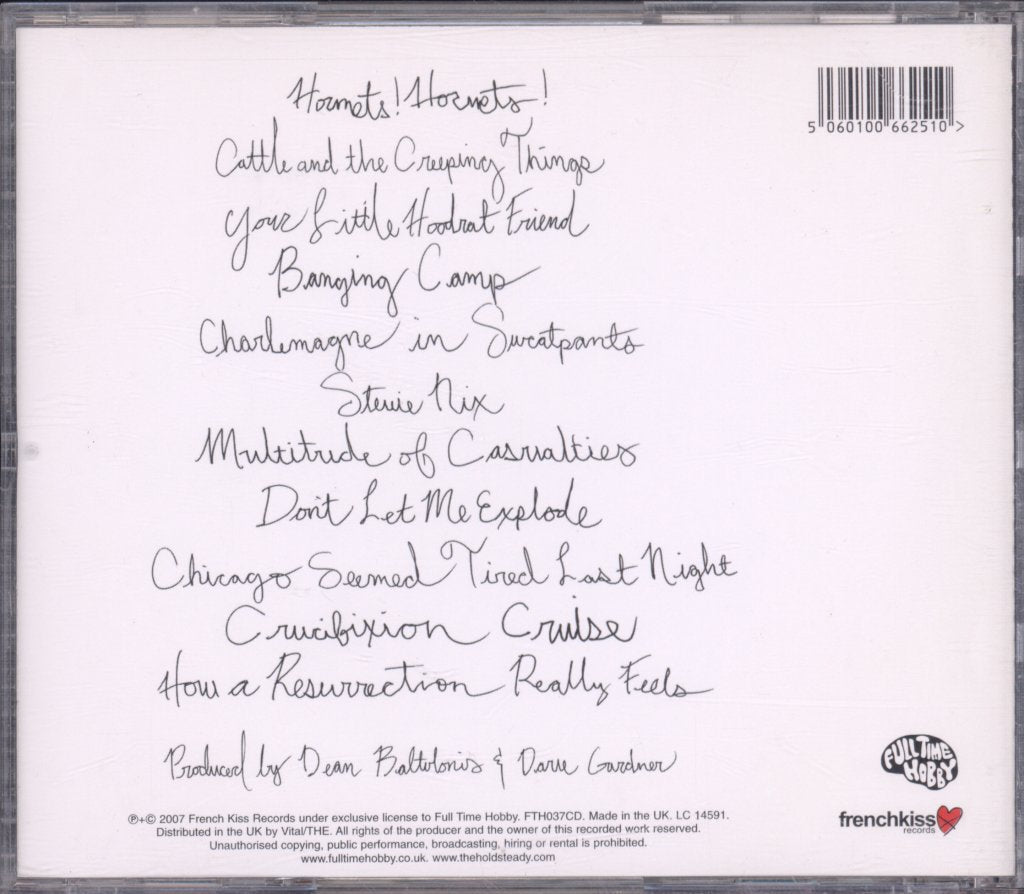 Hornets! Hornets!
Cattle and the Creeping Things
Your Little Hoodrat Friend
Banging Camp
Charlemagne in Sweatpants
Stevie Nix
Multitude of Casualties
Don't Let Me Explode
Chicago Seemed Tired Last Night
Crucifixion Cruise
How a Resurrection Really Feels
Produced by Dean Baltulonis & Dave Gardner
℗+© 2007 French Kiss Records under exclusive license to Full Time Hobby. FTH037CD. Made in the UK. LC 14591.
Distributed in the UK by Vital/THE. All rights of the producer and the owner of this recorded work reserved.
Unauthorised copying, public performance, broadcasting, hiring or rental is prohibited.
www.fulltimehobby.co.uk. www.theholdsteady.com
5 060100 662510 >
FULL TIME
HOBBY
frenchkiss
records